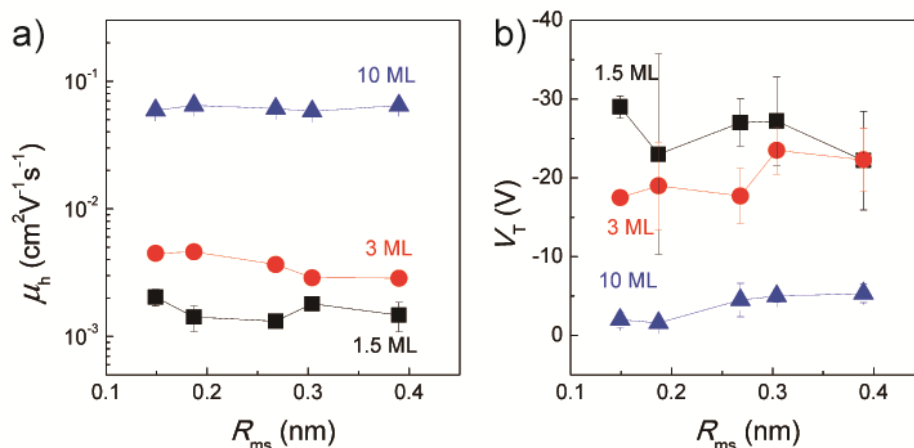 a)
μh (cm²V⁻¹s⁻¹)
10⁻¹
10⁻²
10⁻³
10 ML
3 ML
1.5 ML
0.1 0.2 0.3 0.4
Rms (nm)
b)
VT (V)
-40
-30
-20
-10
0
1.5 ML
3 ML
10 ML
0.1 0.2 0.3 0.4
Rms (nm)